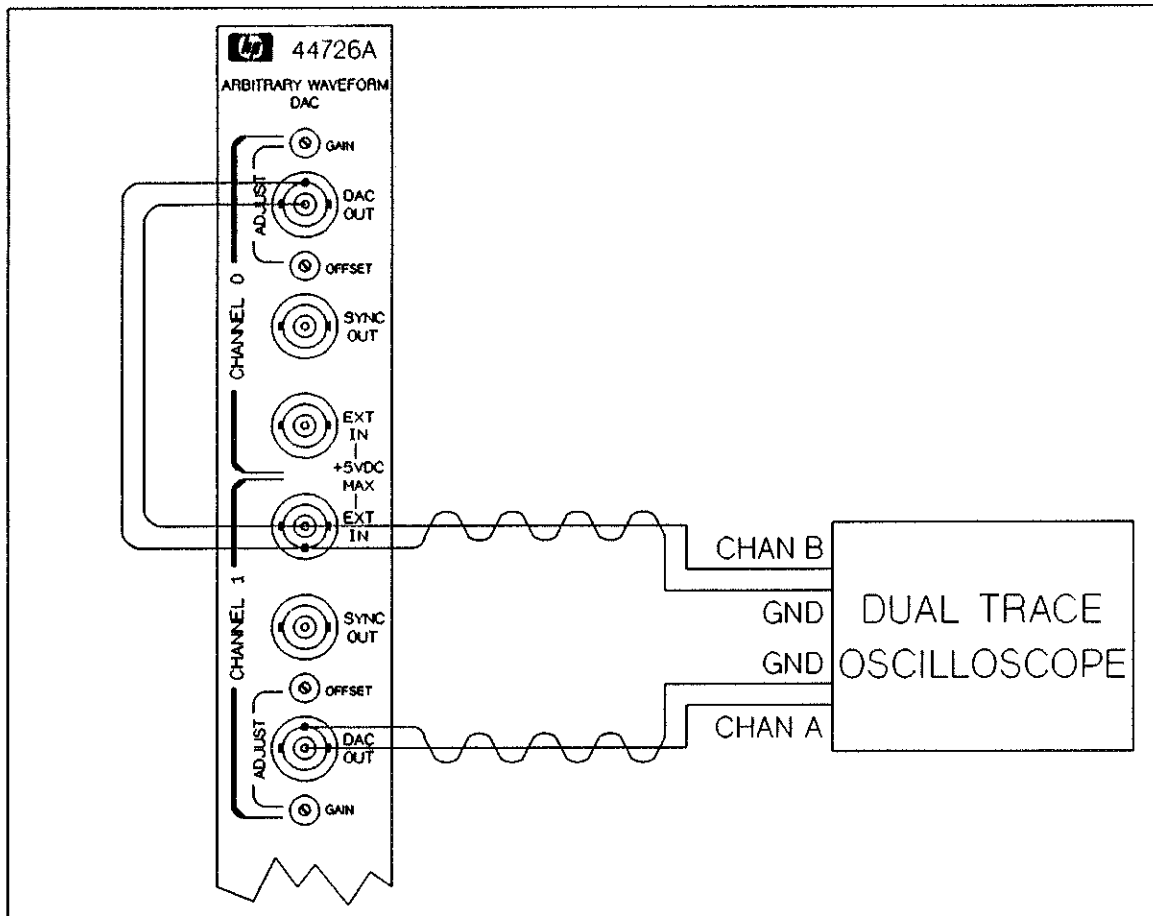 hp 44726A
ARBITRARY WAVEFORM
DAC
GAIN
ADJUST
DAC
OUT
OFFSET
CHANNEL 0
SYNC
OUT
EXT
IN
+5VDC
MAX
EXT
IN
CHANNEL 1
SYNC
OUT
OFFSET
ADJUST
DAC
OUT
GAIN
CHAN B
GND
GND
CHAN A
DUAL TRACE
OSCILLOSCOPE